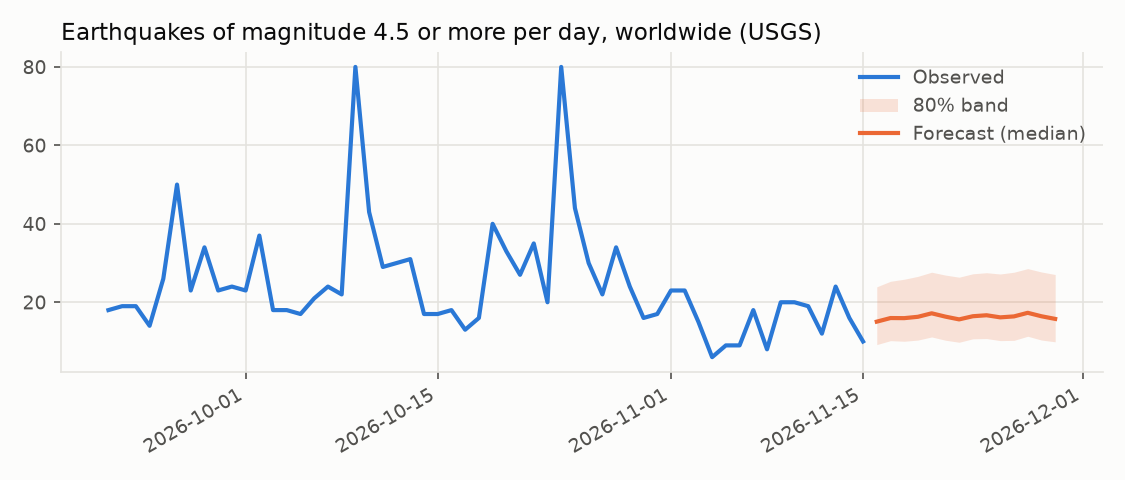 Earthquakes of magnitude 4.5 or more per day, worldwide (USGS)
80
60
40
20
Observed
80% band
Forecast (median)
2026-10-01
2026-10-15
2026-11-01
2026-11-15
2026-12-01